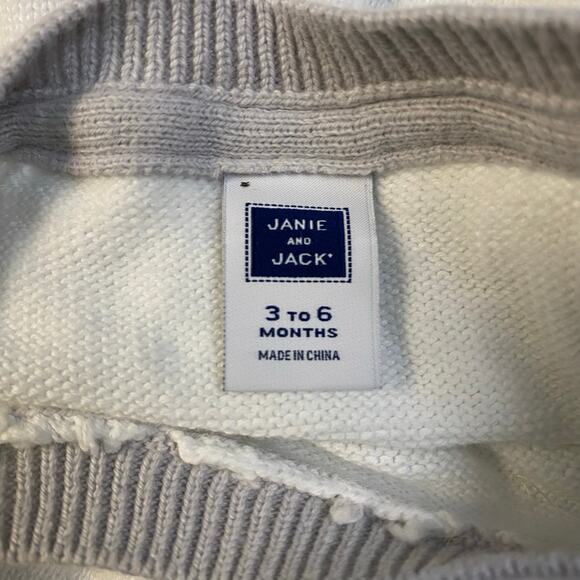 JANIE
AND
JACK
3 TO 6
MONTHS
MADE IN CHINA